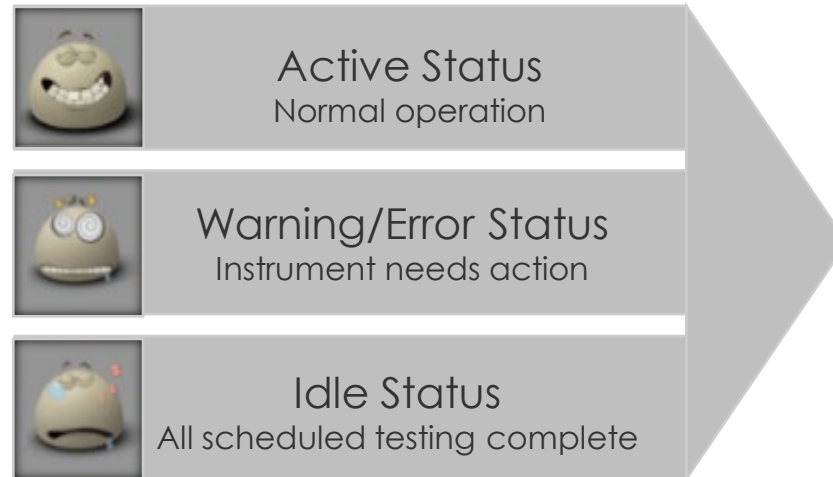 Active Status
Normal operation
Warning/Error Status
Instrument needs action
Idle Status
All scheduled testing complete